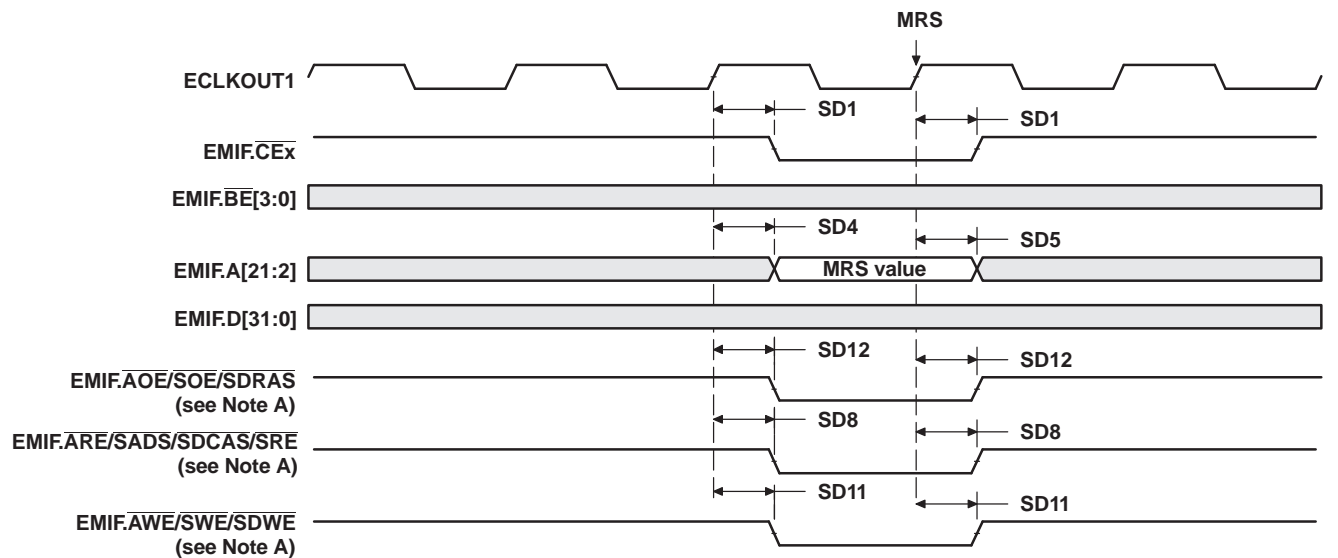 MRS
ECLKOUT1
SD1 SD1
EMIF.CEx
EMIF.BE[3:0]
SD4 SD5
EMIF.A[21:2] MRS value
EMIF.D[31:0]
SD12 SD12
EMIF.AOE/SOE/SDRAS
(see Note A)
SD8 SD8
EMIF.ARE/SADS/SDCAS/SRE
(see Note A)
SD11 SD11
EMIF.AWE/SWE/SDWE
(see Note A)